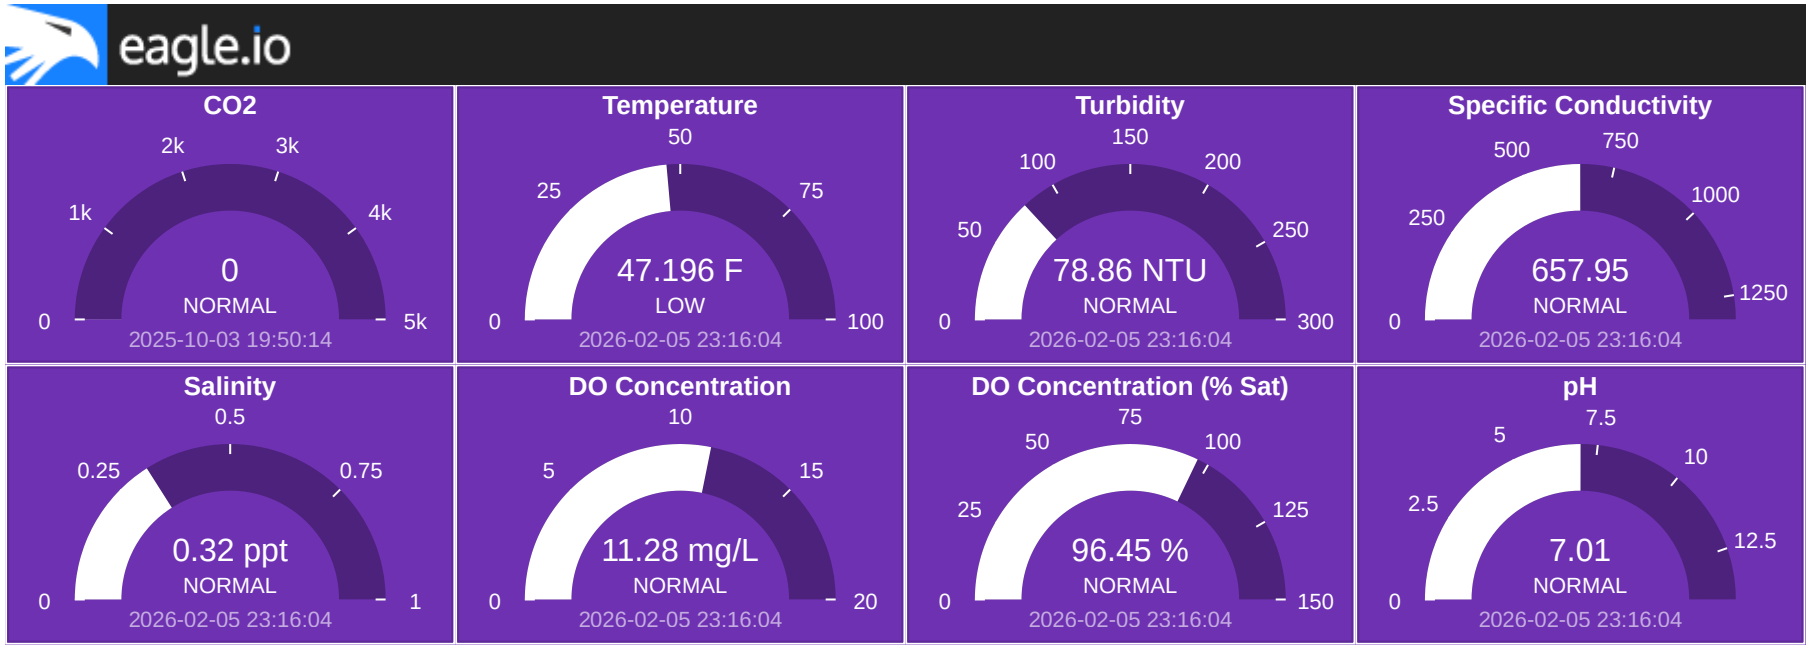 eagle.io
CO2
0
1k
2k
3k
4k
5k
0
NORMAL
2025-10-03 19:50:14
Temperature
0
25
50
75
100
47.196 F
LOW
2026-02-05 23:16:04
Turbidity
0
50
100
150
200
250
300
78.86 NTU
NORMAL
2026-02-05 23:16:04
Specific Conductivity
0
250
500
750
1000
1250
657.95
NORMAL
2026-02-05 23:16:04
Salinity
0
0.25
0.5
0.75
1
0.32 ppt
NORMAL
2026-02-05 23:16:04
DO Concentration
0
5
10
15
20
11.28 mg/L
NORMAL
2026-02-05 23:16:04
DO Concentration (% Sat)
0
25
50
75
100
125
150
96.45 %
NORMAL
2026-02-05 23:16:04
pH
0
2.5
5
7.5
10
12.5
7.01
NORMAL
2026-02-05 23:16:04